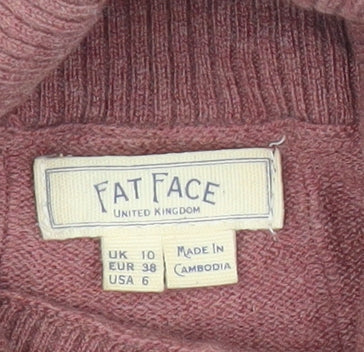 FAT FACE
UNITED KINGDOM
UK 10
EUR 38
USA 6
MADE IN
CAMBODIA